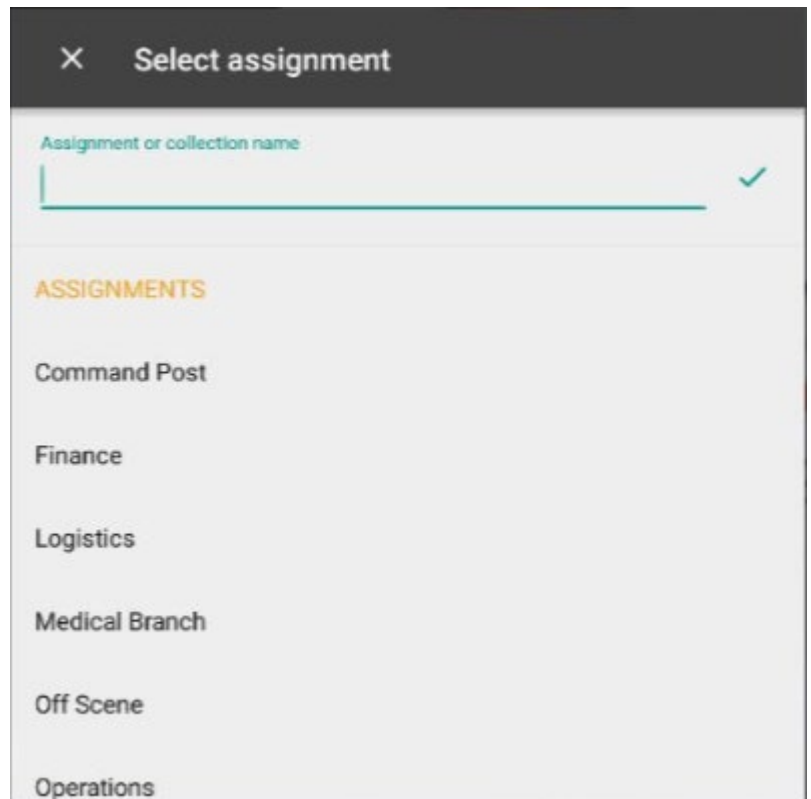 Select assignment
Assignment or collection name
ASSIGNMENTS
Command Post
Finance
Logistics
Medical Branch
Off Scene
Operations